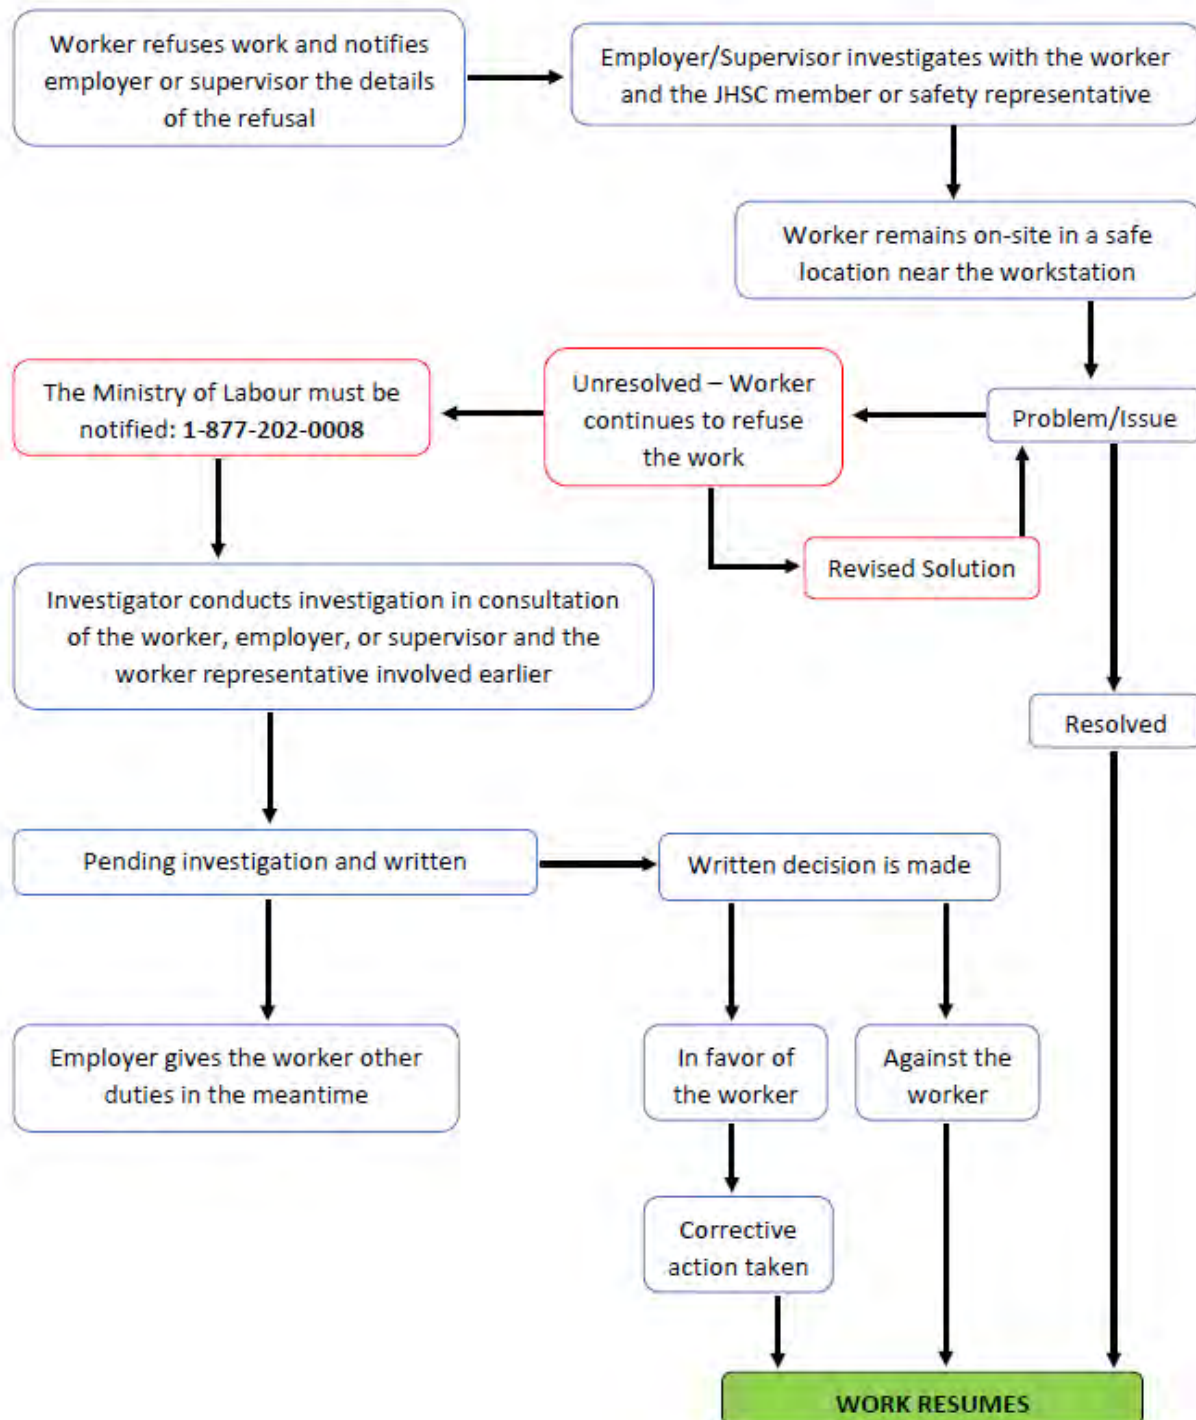 Worker refuses work and notifies
employer or supervisor the details
of the refusal
Employer/Supervisor investigates with the worker
and the JHSC member or safety representative
Worker remains on-site in a safe
location near the workstation
The Ministry of Labour must be
notified: 1-877-202-0008
Unresolved – Worker
continues to refuse
the work
Problem/Issue
Revised Solution
Investigator conducts investigation in consultation
of the worker, employer, or supervisor and the
worker representative involved earlier
Resolved
Pending investigation and written
Written decision is made
Employer gives the worker other
duties in the meantime
In favor of
the worker
Against the
worker
Corrective
action taken
WORK RESUMES